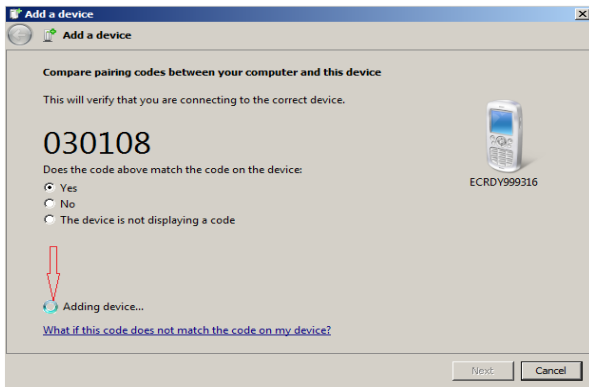 Add a device
Add a device
Compare pairing codes between your computer and this device
This will verify that you are connecting to the correct device.
030108
Does the code above match the code on the device:
Yes
No
The device is not displaying a code
ECRDY999316
Adding device...
What if this code does not match the code on my device?
Next Cancel